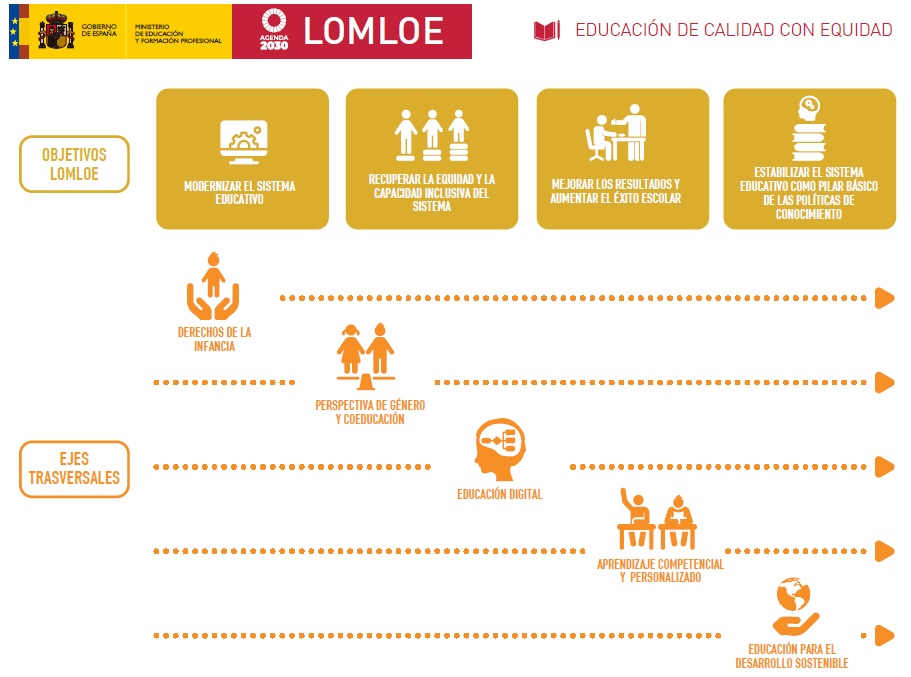 GOBIERNO
DE ESPAÑA
MINISTERIO
DE EDUCACIÓN
Y FORMACIÓN PROFESIONAL
AGENDA
2030
LOMLOE
EDUCACIÓN DE CALIDAD CON EQUIDAD
OBJETIVOS
LOMLOE
MODERNIZAR EL SISTEMA
EDUCATIVO
RECUPERAR LA EQUIDAD Y LA
CAPACIDAD INCLUSIVA DEL
SISTEMA
MEJORAR LOS RESULTADOS Y
AUMENTAR EL ÉXITO ESCOLAR
ESTABILIZAR EL SISTEMA
EDUCATIVO COMO PILAR BÁSICO
DE LAS POLÍTICAS DE
CONOCIMIENTO
DERECHOS DE LA
INFANCIA
PERSPECTIVA DE GÉNERO
Y COEDUCACIÓN
EJES
TRASVERSALES
EDUCACIÓN DIGITAL
APRENDIZAJE COMPETENCIAL
Y PERSONALIZADO
EDUCACIÓN PARA EL
DESARROLLO SOSTENIBLE